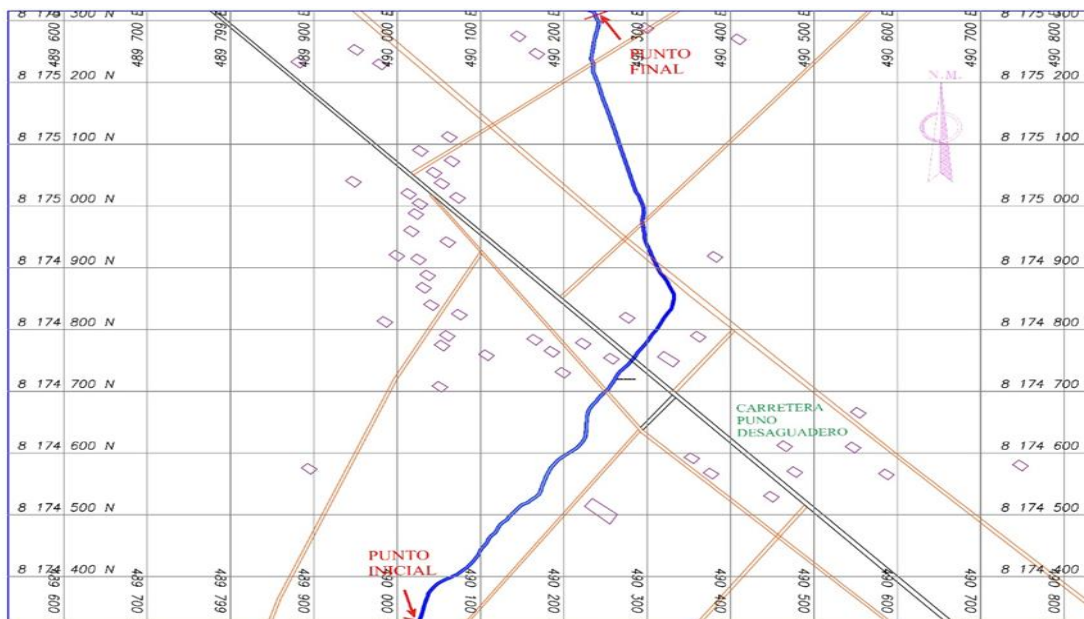 489 600 E
489 700 E
489 799
489 900
490 000
490 100
490 200
490 300
490 400
490 500
490 600
490 700
490 800
8 175 300
8 175 300
PUNTO
FINAL
8 175 200 N
8 175 200
N.M.
8 175 100 N
8 175 100
8 175 000 N
8 175 000
8 174 900 N
8 174 900
8 174 800 N
8 174 800
8 174 700 N
8 174 700
CARRETERA
PUNO
DESAGUADERO
8 174 600 N
8 174 600
8 174 500 N
8 174 500
PUNTO
INICIAL
8 174 400 N
8 174 400
489 600
489 799
489 900
490 000
490 100
490 200
490 300
490 400
490 500
490 600
490 700
490 800